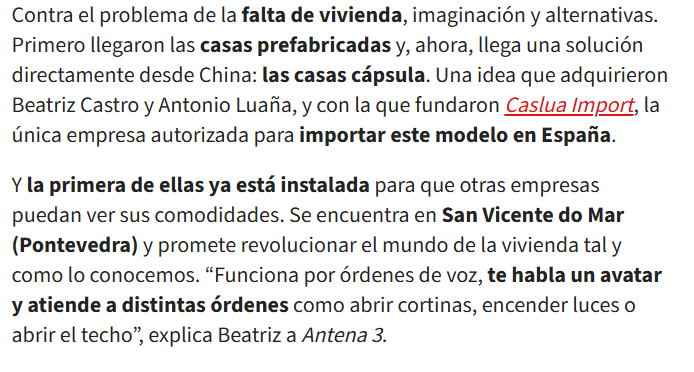 Contra el problema de la falta de vivienda, imaginación y alternativas.
Primero llegaron las casas prefabricadas y, ahora, llega una solución
directamente desde China: las casas cápsula. Una idea que adquirieron
Beatriz Castro y Antonio Luaña, y con la que fundaron Caslua Import, la
única empresa autorizada para importar este modelo en España.
Y la primera de ellas ya está instalada para que otras empresas
puedan ver sus comodidades. Se encuentra en San Vicente do Mar
(Pontevedra) y promete revolucionar el mundo de la vivienda tal y
como lo conocemos. “Funciona por órdenes de voz, te habla un avatar
y atiende a distintas órdenes como abrir cortinas, encender luces o
abrir el techo”, explica Beatriz a Antena 3.